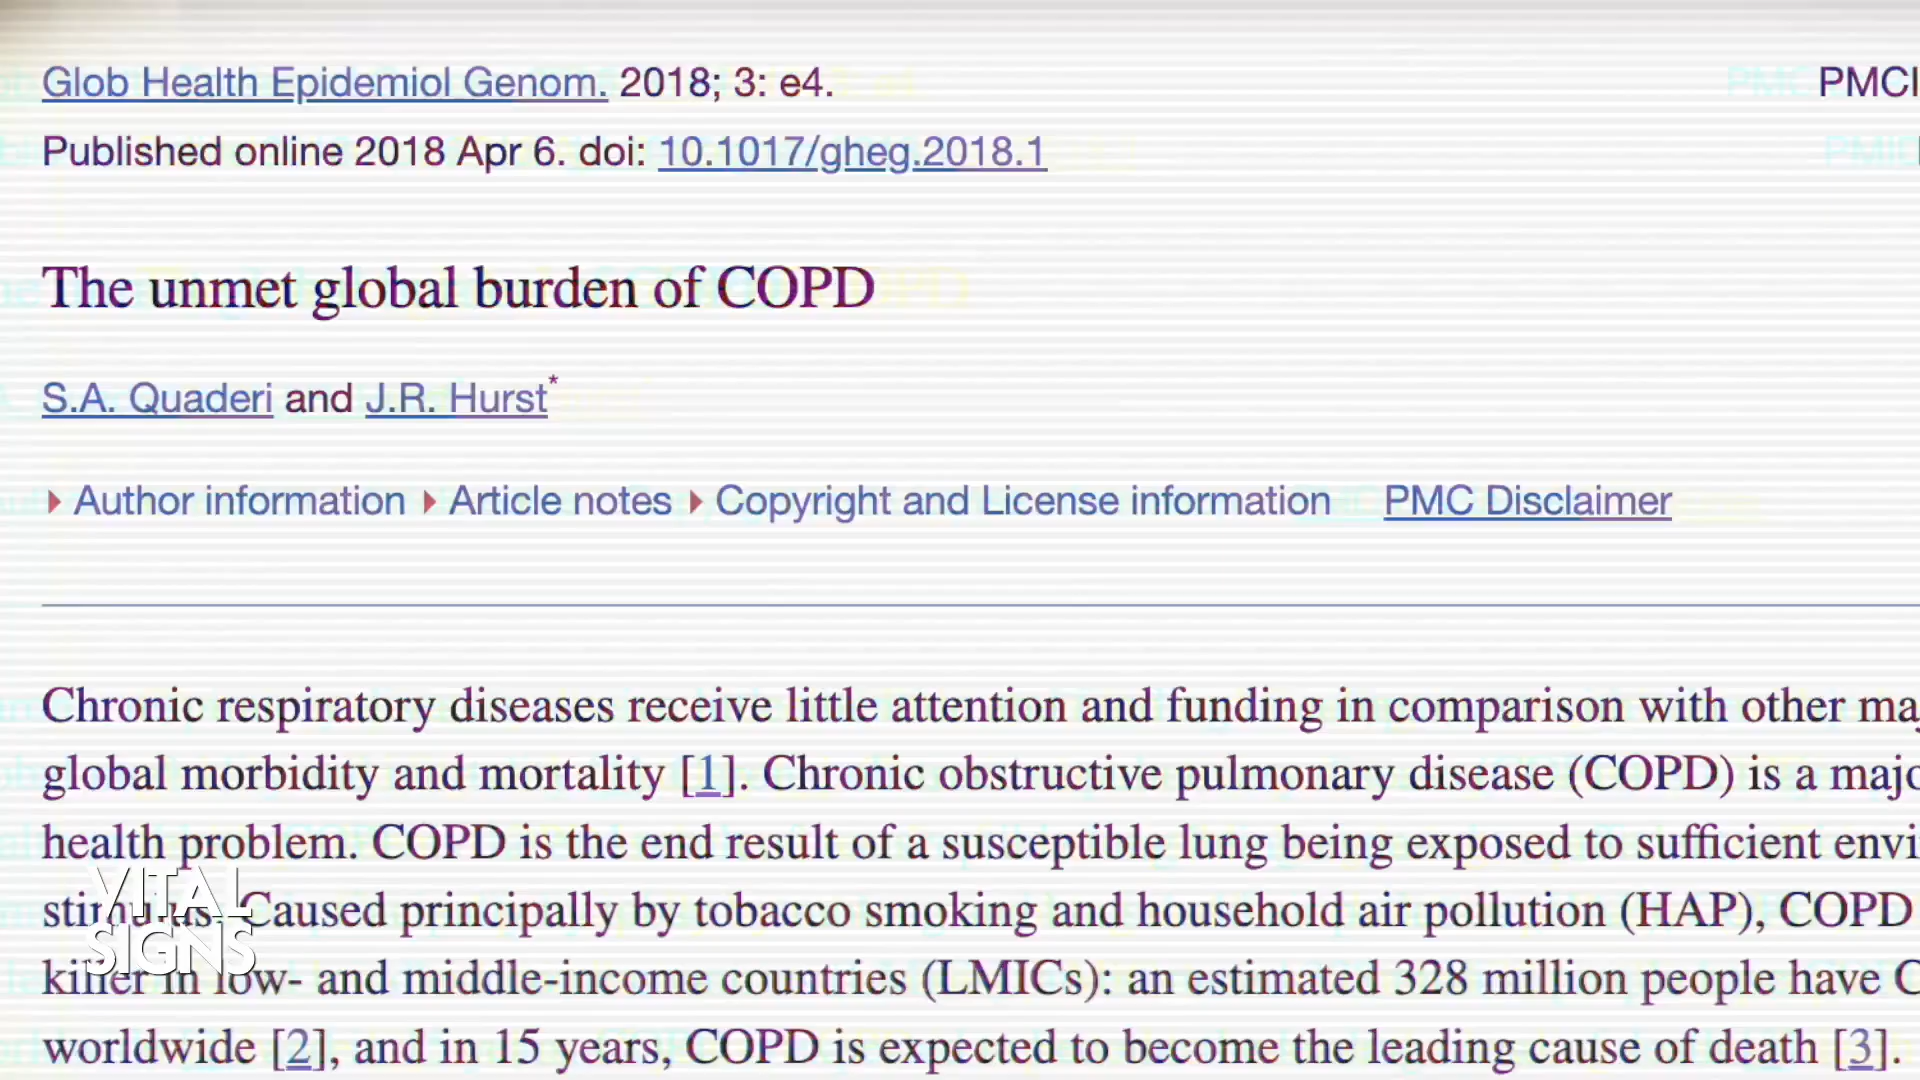 Glob Health Epidemiol Genom. 2018; 3: e4. PMCI
Published online 2018 Apr 6. doi: 10.1017/gheg.2018.1
The unmet global burden of COPD
S.A. Quaderi and J.R. Hurst*
Author information Article notes Copyright and License information PMC Disclaimer
Chronic respiratory diseases receive little attention and funding in comparison with other maj
global morbidity and mortality [1]. Chronic obstructive pulmonary disease (COPD) is a majo
health problem. COPD is the end result of a susceptible lung being exposed to sufficient envi
stimulus. Caused principally by tobacco smoking and household air pollution (HAP), COPD
killer in low- and middle-income countries (LMICs): an estimated 328 million people have C
worldwide [2], and in 15 years, COPD is expected to become the leading cause of death [3].
VITAL
SIGNS